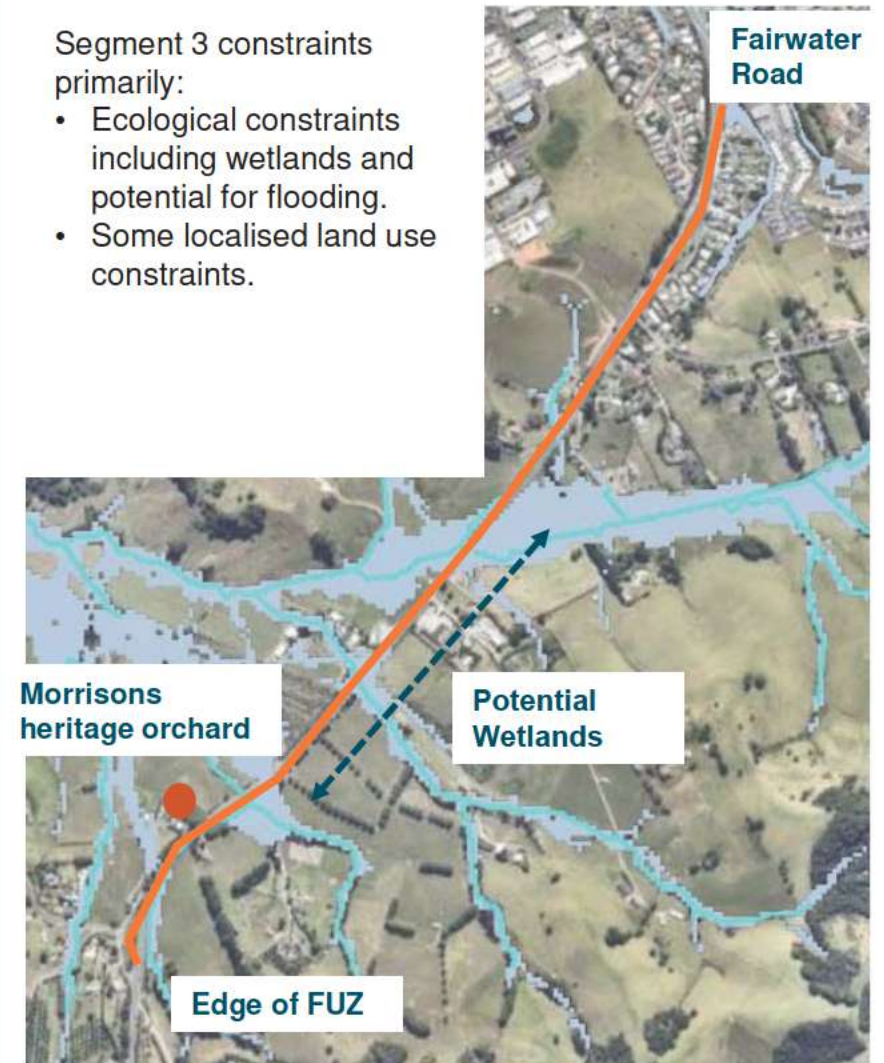 Segment 3 constraints
primarily:
• Ecological constraints
including wetlands and
potential for flooding.
• Some localised land use
constraints.
Fairwater
Road
Morrisons
heritage orchard
Potential
Wetlands
Edge of FUZ